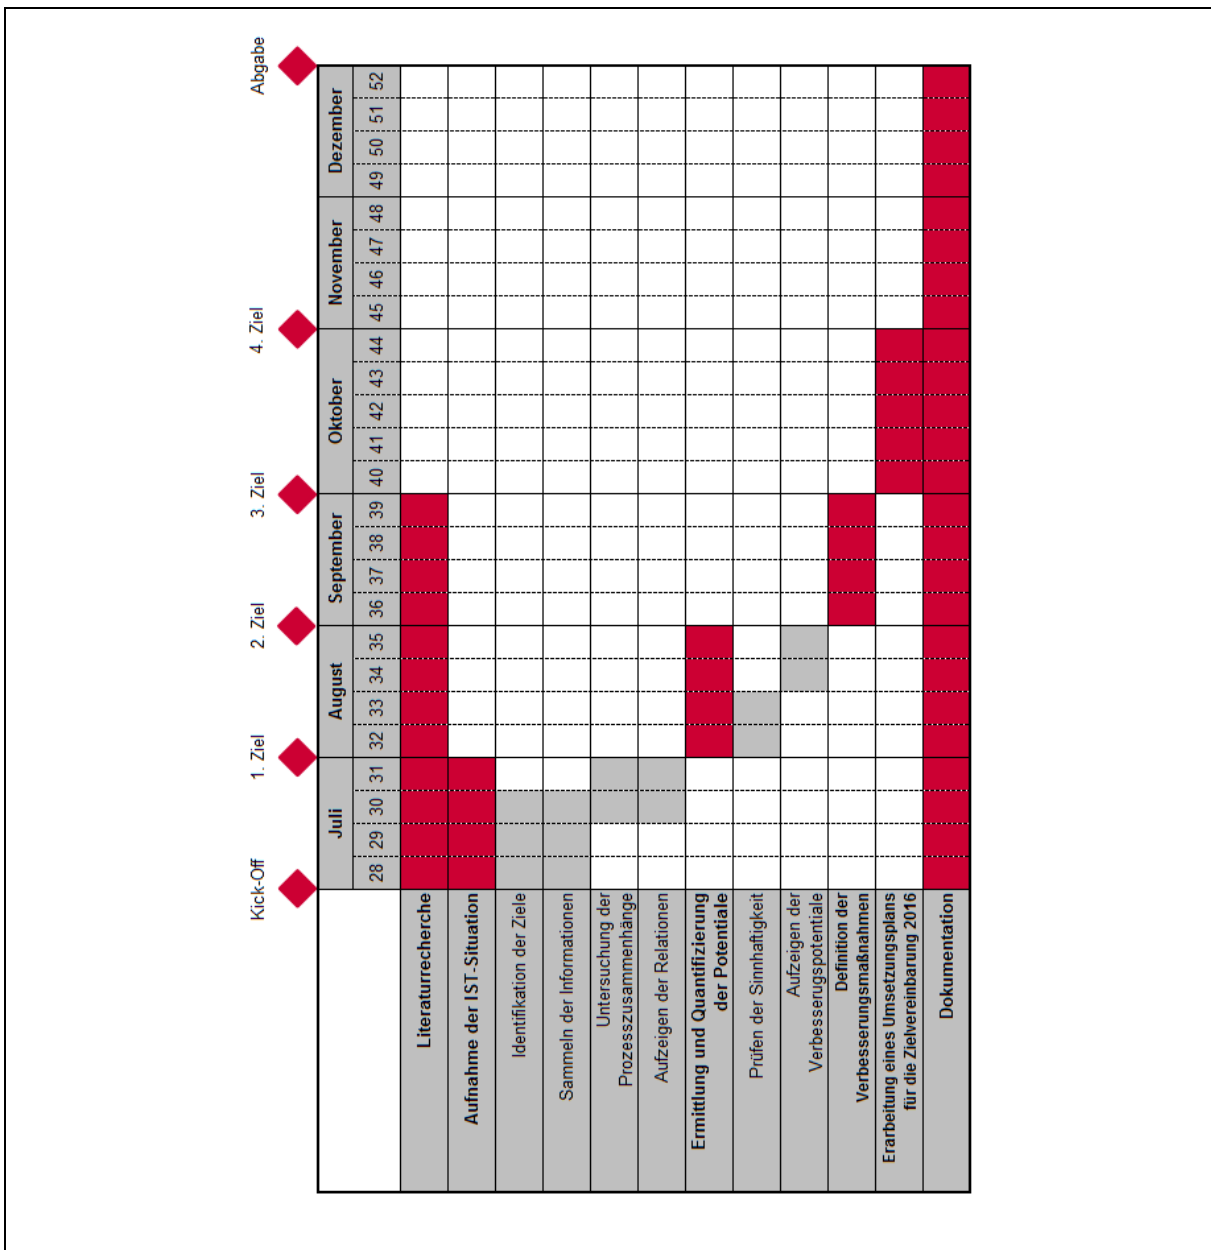 Kick-Off 1. Ziel 2. Ziel 3. Ziel 4. Ziel Abgabe
Juli August September Oktober November Dezember
28 29 30 31 32 33 34 35 36 37 38 39 40 41 42 43 44 45 46 47 48 49 50 51 52
Literaturrecherche
Aufnahme der IST-Situation
Identifikation der Ziele
Sammeln der Informationen
Untersuchung der
Prozesszusammenhänge
Aufzeigen der Relationen
Ermittlung und Quantifizierung
der Potentiale
Prüfen der Sinnhaftigkeit
Aufzeigen der
Verbesserugspotentiale
Definition der
Verbesserungsmaßnahmen
Erarbeitung eines Umsetzungsplans
für die Zielvereinbarung 2016
Dokumentation